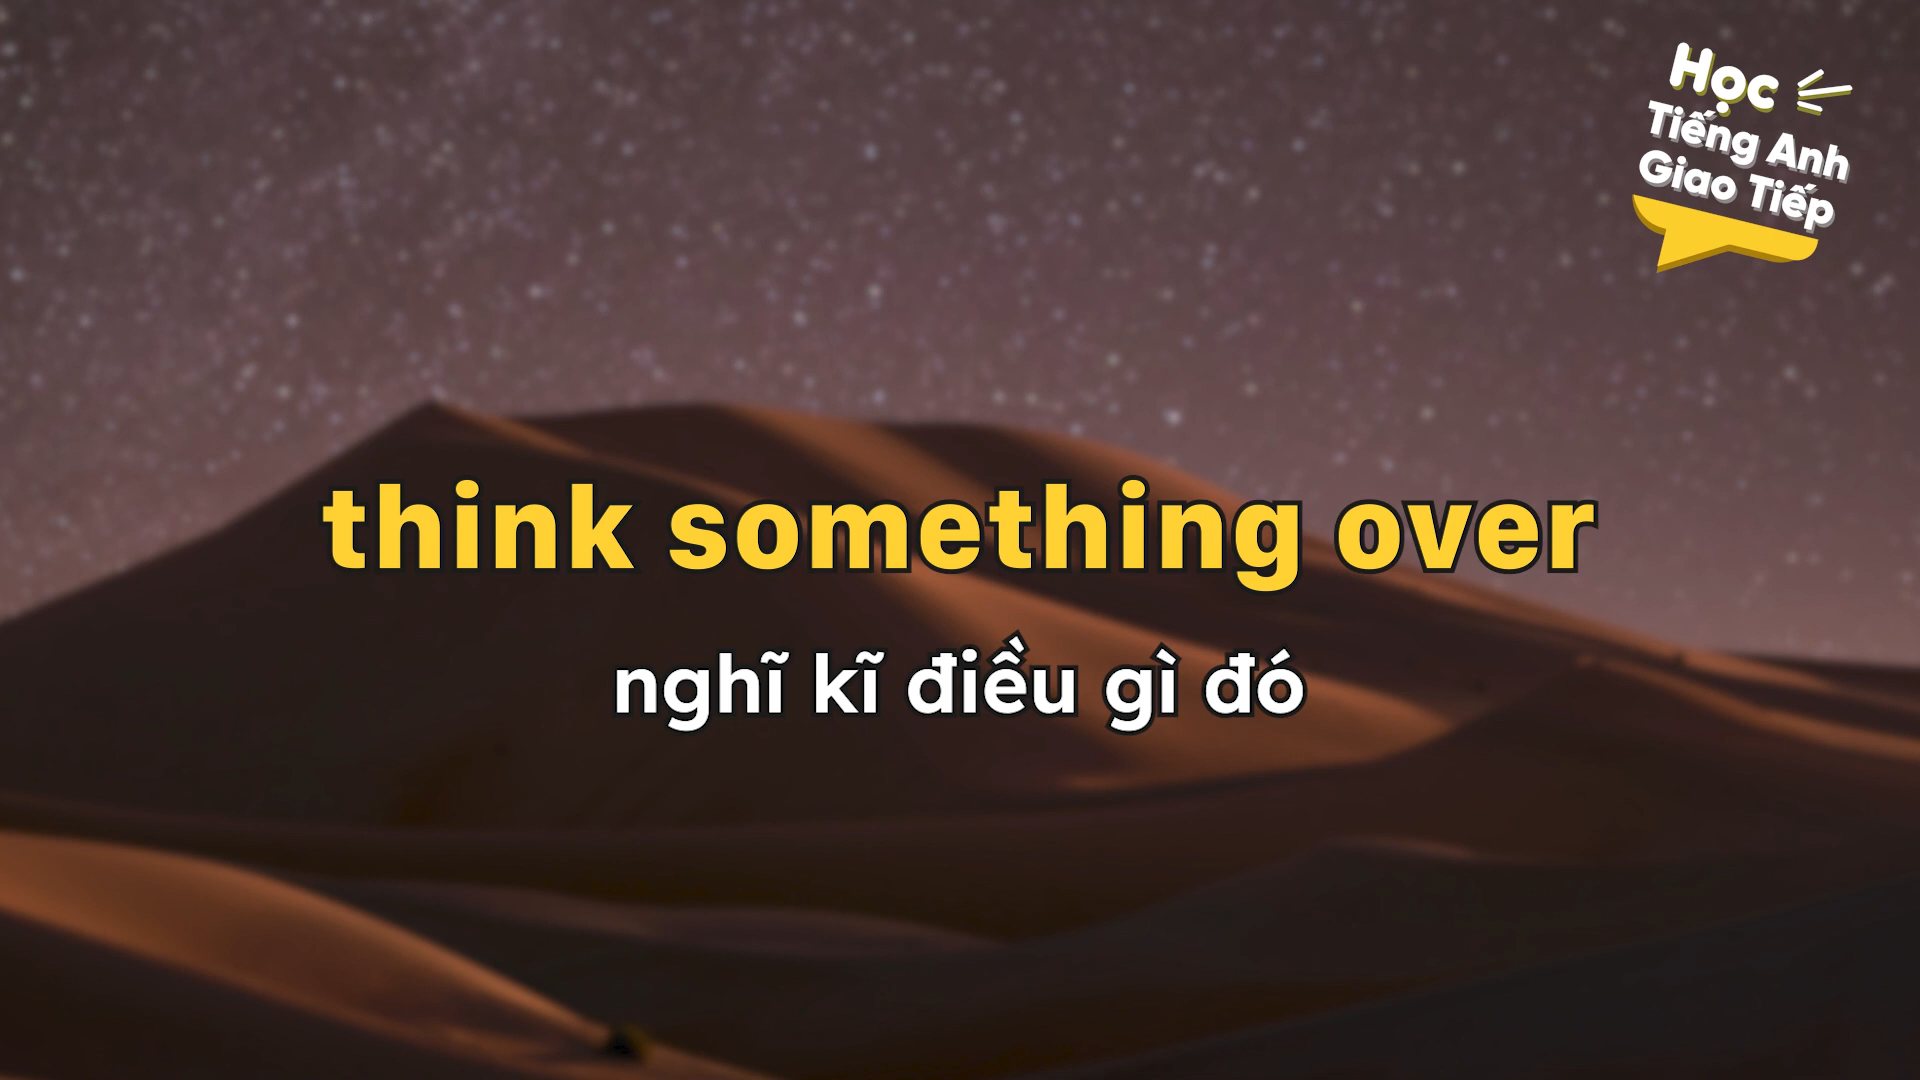 Học
Tiếng Anh
Giao Tiếp
think something over
nghĩ kĩ điều gì đó